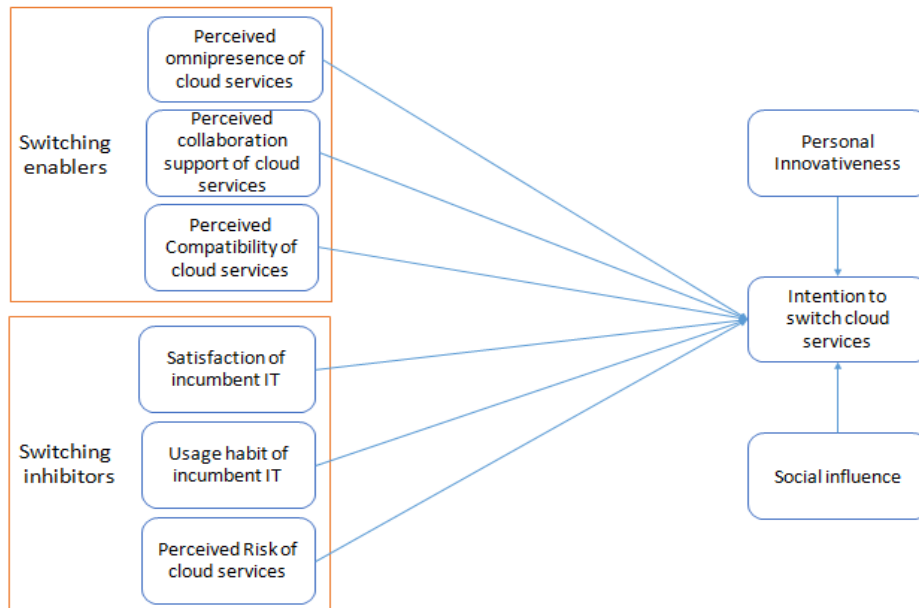 Switching
enablers
Perceived
omnipresence of
cloud services
Perceived
collaboration
support of cloud
services
Perceived
Compatibility of
cloud services
Switching
inhibitors
Satisfaction of
incumbent IT
Usage habit of
incumbent IT
Perceived Risk of
cloud services
Personal
Innovativeness
Intention to
switch cloud
services
Social influence